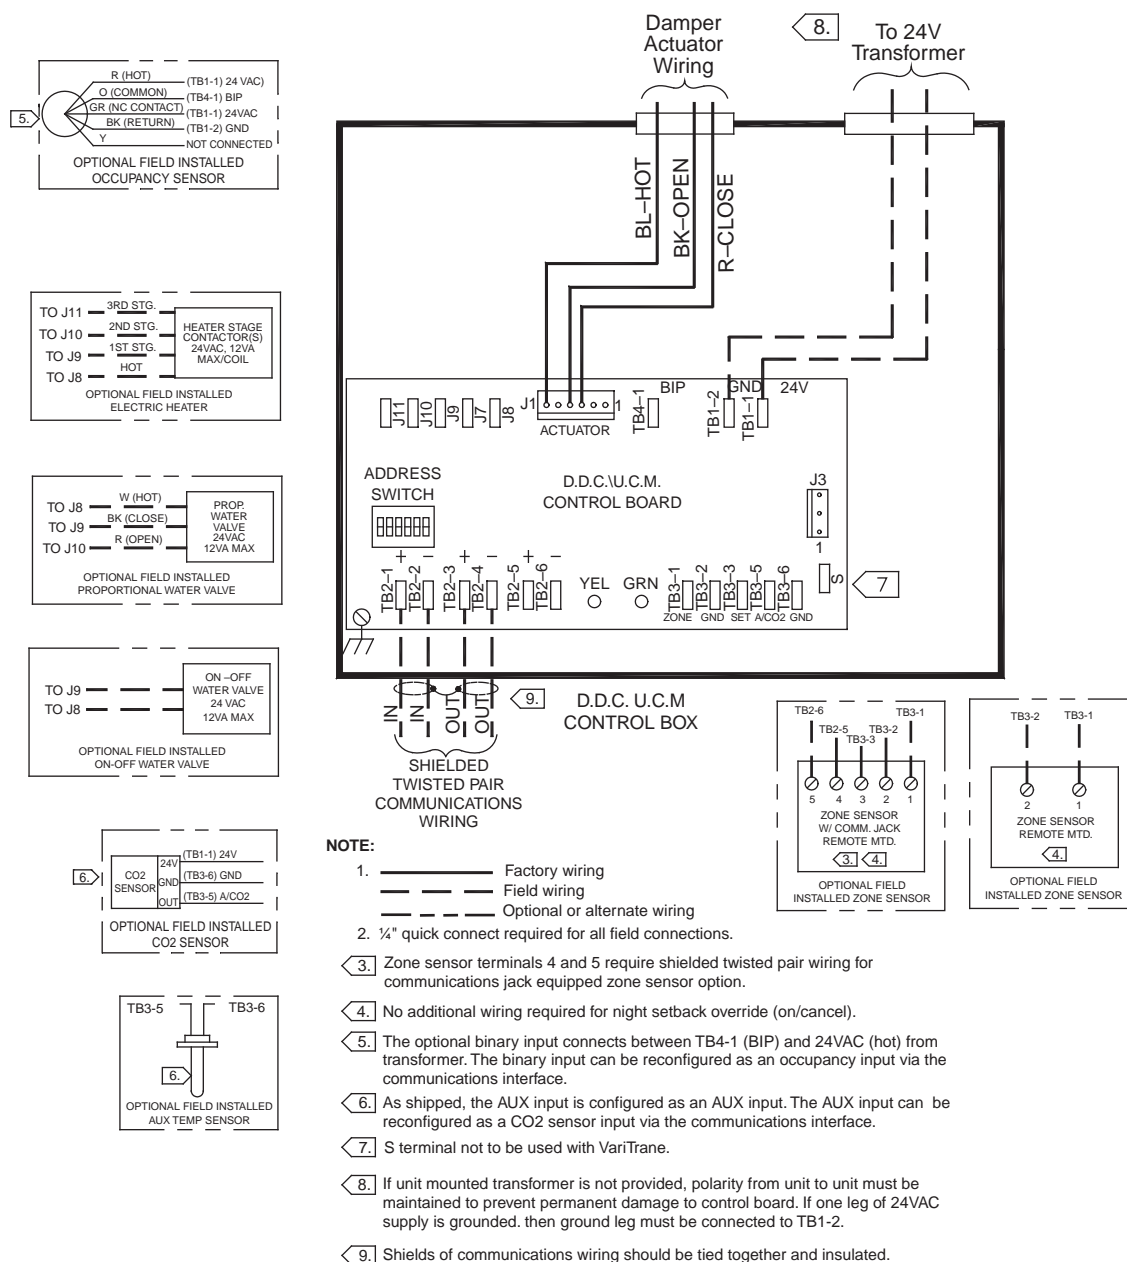 Damper
Actuator
Wiring
8.
To 24V
Transformer
5.
R (HOT)
(TB1-1) 24 VAC)
O (COMMON)
(TB4-1) BIP
GR (NC CONTACT)
(TB1-1) 24VAC
BK (RETURN)
(TB1-2) GND
Y
NOT CONNECTED
OPTIONAL FIELD INSTALLED
OCCUPANCY SENSOR
BL–HOT
BK–OPEN
R–CLOSE
TO J11
3RD STG.
TO J10
2ND STG.
TO J9
1ST STG.
TO J8
HOT
HEATER STAGE
CONTACTOR(S)
24VAC, 12VA
MAX/COIL
OPTIONAL FIELD INSTALLED
ELECTRIC HEATER
J11
J10
J9
J7
J8
J1
1
ACTUATOR
TB4–1
BIP
TB1–2
GND
TB1–1
24V
ADDRESS
SWITCH
D.D.C.\U.C.M.
CONTROL BOARD
J3
1
TO J8
W (HOT)
TO J9
BK (CLOSE)
TO J10
R (OPEN)
PROP.
WATER
VALVE
24VAC
12VA MAX
OPTIONAL FIELD INSTALLED
PROPORTIONAL WATER VALVE
+ – + – + –
TB2–1
TB2–2
TB2–3
TB2–4
TB2–5
TB2–6
YEL
GRN
TB3–1
TB3–2
TB3–3
TB3–5
TB3–6
ZONE GND SET A/CO2 GND
S
7
TO J9
TO J8
ON –OFF
WATER VALVE
24 VAC
12VA MAX
OPTIONAL FIELD INSTALLED
ON-OFF WATER VALVE
IN
IN
OUT
OUT
9.
D.D.C. U.C.M
CONTROL BOX
SHIELDED
TWISTED PAIR
COMMUNICATIONS
WIRING
TB2-6
TB2-5
TB3-3
TB3-2
TB3-1
5 4 3 2 1
ZONE SENSOR
W/ COMM. JACK
REMOTE MTD.
3. 4.
OPTIONAL FIELD
INSTALLED ZONE SENSOR
TB3-2
TB3-1
2 1
ZONE SENSOR
REMOTE MTD.
4.
OPTIONAL FIELD
INSTALLED ZONE SENSOR
6.
CO2
SENSOR
24V
(TB1-1) 24V
GND
(TB3-6) GND
OUT
(TB3-5) A/CO2
OPTIONAL FIELD INSTALLED
CO2 SENSOR
TB3-5
TB3-6
6.
OPTIONAL FIELD INSTALLED
AUX TEMP SENSOR
NOTE:
1. Factory wiring
Field wiring
Optional or alternate wiring
2. ¼" quick connect required for all field connections.
3. Zone sensor terminals 4 and 5 require shielded twisted pair wiring for
communications jack equipped zone sensor option.
4. No additional wiring required for night setback override (on/cancel).
5. The optional binary input connects between TB4-1 (BIP) and 24VAC (hot) from
transformer. The binary input can be reconfigured as an occupancy input via the
communications interface.
6. As shipped, the AUX input is configured as an AUX input. The AUX input can be
reconfigured as a CO2 sensor input via the communications interface.
7. S terminal not to be used with VariTrane.
8. If unit mounted transformer is not provided, polarity from unit to unit must be
maintained to prevent permanent damage to control board. If one leg of 24VAC
supply is grounded. then ground leg must be connected to TB1-2.
9. Shields of communications wiring should be tied together and insulated.